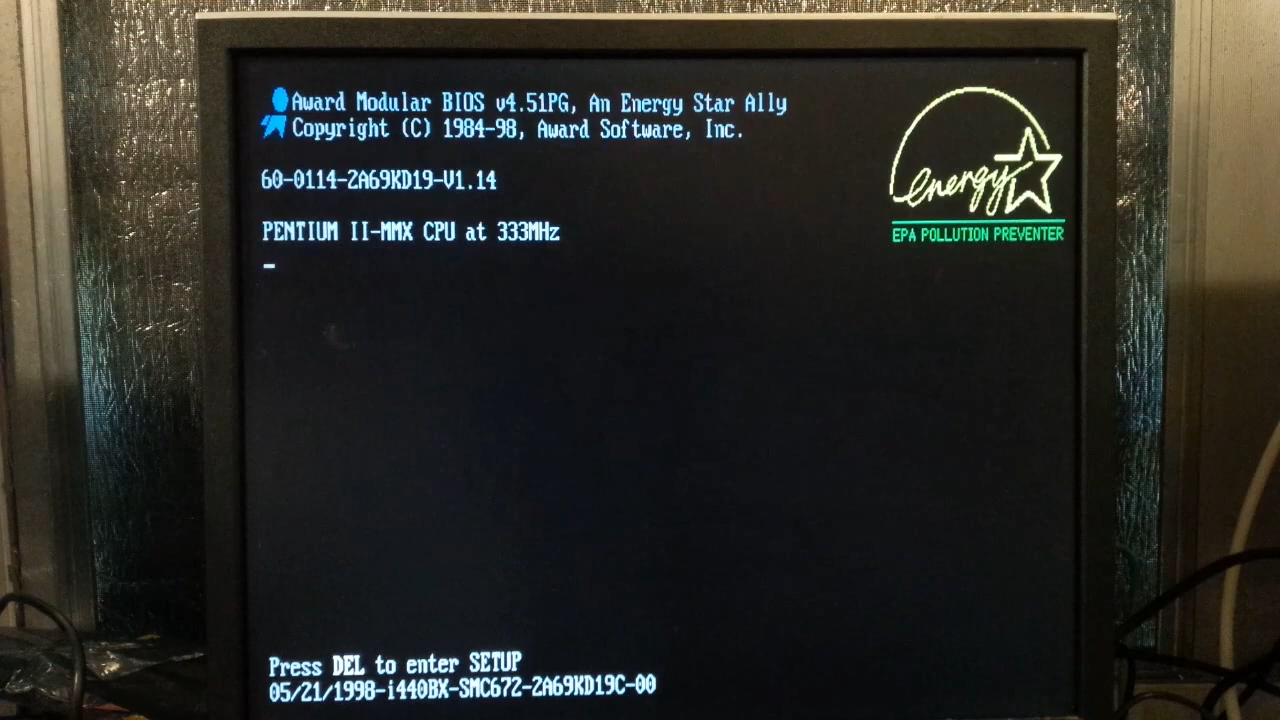 Award Modular BIOS v4.51PG, An Energy Star Ally
Copyright (C) 1984-98, Award Software, Inc.
energy
EPA POLLUTION PREVENTER
60-0114-2A69KD19-V1.14
PENTIUM II-MMX CPU at 333MHz
Press DEL to enter SETUP
05/21/1998-i440BX-SMC672-2A69KD19C-00